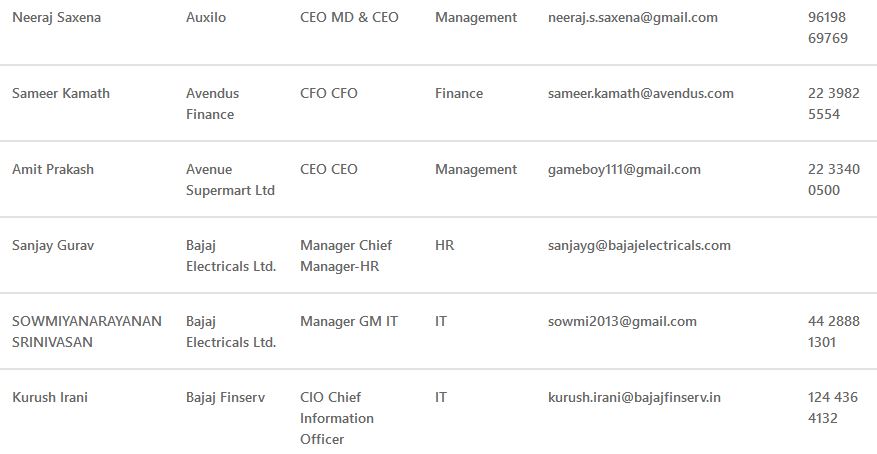 Neeraj Saxena Auxilo CEO MD & CEO Management neeraj.s.saxena@gmail.com 96198
69769
Sameer Kamath Avendus CFO CFO Finance sameer.kamath@avendus.com 22 3982
Finance 5554
Amit Prakash Avenue CEO CEO Management gameboy111@gmail.com 22 3340
Supermart Ltd 0500
Sanjay Gurav Bajaj Manager Chief HR sanjayg@bajajelectricals.com
Electricals Ltd. Manager-HR
SOWMIYANARAYANAN Bajaj Manager GM IT IT sowmi2013@gmail.com 44 2888
SRINIVASAN Electricals Ltd. 1301
Kurush Irani Bajaj Finserv CIO Chief IT kurush.irani@bajajfinserv.in 124 436
Information 4132
Officer